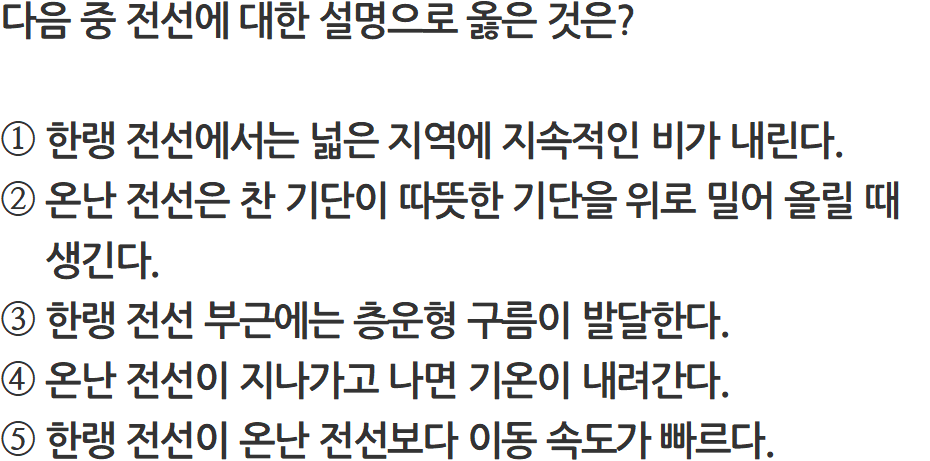 다음 중 전선에 대한 설명으로 옳은 것은?
① 한랭 전선에서는 넓은 지역에 지속적인 비가 내린다.
② 온난 전선은 찬 기단이 따뜻한 기단을 위로 밀어 올릴 때
생긴다.
③ 한랭 전선 부근에는 층운형 구름이 발달한다.
④ 온난 전선이 지나가고 나면 기온이 내려간다.
⑤ 한랭 전선이 온난 전선보다 이동 속도가 빠르다.